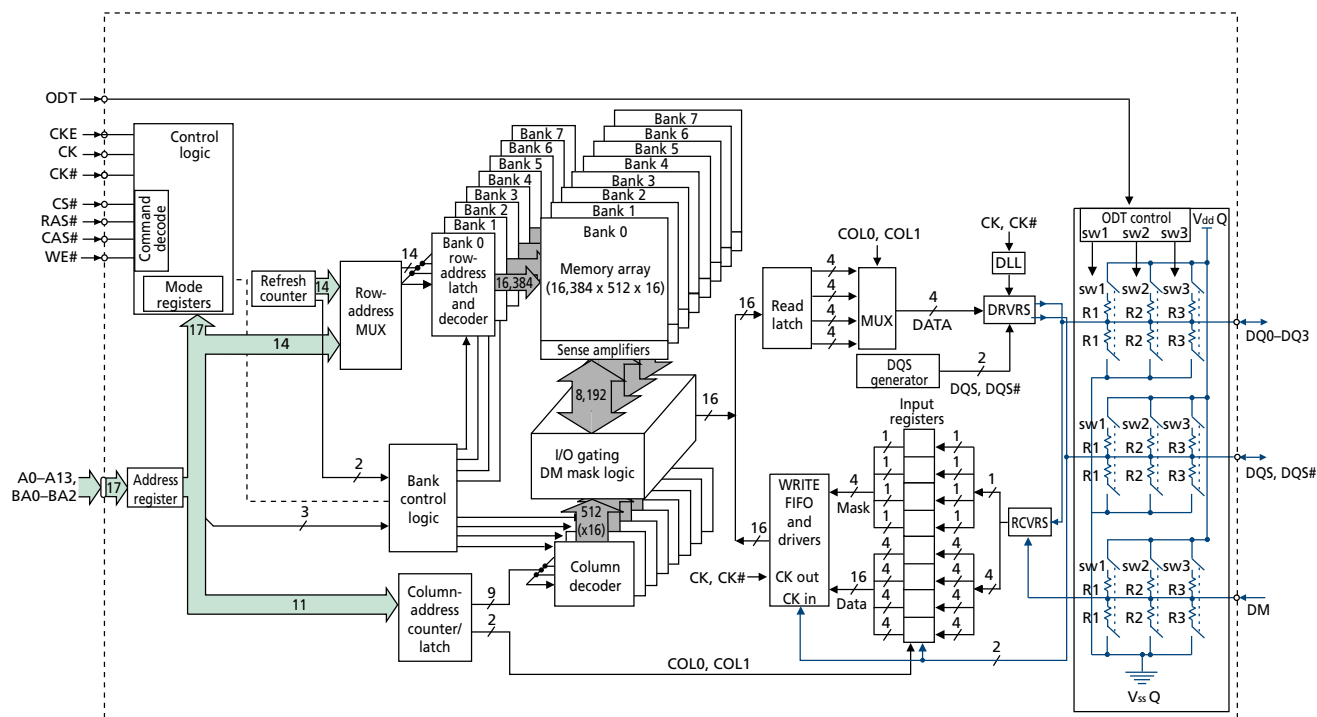 ODT
CKE
CK
CK#
CS#
RAS#
CAS#
WE#
Control
logic
Command
decode
Mode
registers
17
14
A0–A13,
BA0–BA2
17
Address
register
3
11
Refresh
counter
14
Row-
address
MUX
14
2
Bank
control
logic
Column-
address
counter/
latch
9
2
COL0, COL1
Bank 7
Bank 6
Bank 5
Bank 4
Bank 3
Bank 2
Bank 1
Bank 0
row-
address
latch
and
decoder
16,384
Bank 7
Bank 6
Bank 5
Bank 4
Bank 3
Bank 2
Bank 1
Bank 0
Memory array
(16,384 x 512 x 16)
Sense amplifiers
8,192
I/O gating
DM mask logic
512
(x16)
Column
decoder
16
16
16
Read
latch
4
4
4
4
COL0, COL1
MUX
4
DATA
CK, CK#
DLL
DRVRS
DQS
generator
2
DQS, DQS#
Input
registers
WRITE
FIFO
and
drivers
CK out
CK in
CK, CK#
4
Mask
16
Data
1
1
1
1
4
4
4
4
1
1
1
1
4
4
4
4
1
4
RCVRS
2
ODT control
sw1 sw2 sw3
Vdd Q
sw1 sw2 sw3
R1 R2 R3
R1 R2 R3
DQ0–DQ3
sw1 sw2 sw3
R1 R2 R3
R1 R2 R3
DQS, DQS#
sw1 sw2 sw3
R1 R2 R3
R1 R2 R3
DM
Vss Q